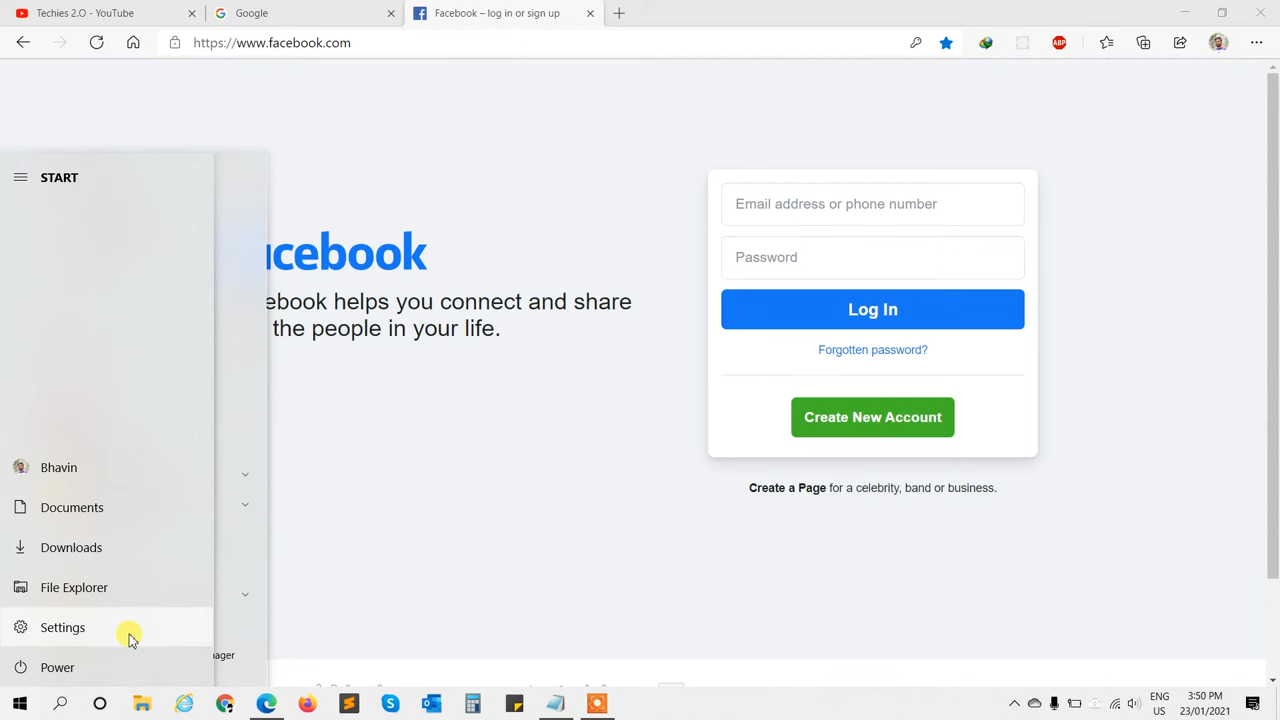 Techies 2.O - YouTube
Google
Facebook – log in or sign up
https://www.facebook.com
ABP
START
Bhavin
Documents
Downloads
File Explorer
Settings
Power
ager
acebook
ebook helps you connect and share
the people in your life.
Email address or phone number
Password
Log In
Forgotten password?
Create New Account
Create a Page for a celebrity, band or business.
ENG
US
3:50 PM
23/01/2021